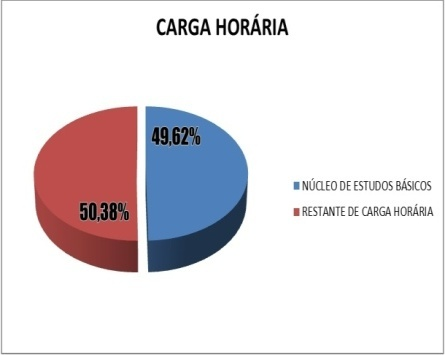 CARGA HORÁRIA
49,62%
50,38%
NÚCLEO DE ESTUDOS BÁSICOS
RESTANTE DE CARGA HORÁRIA